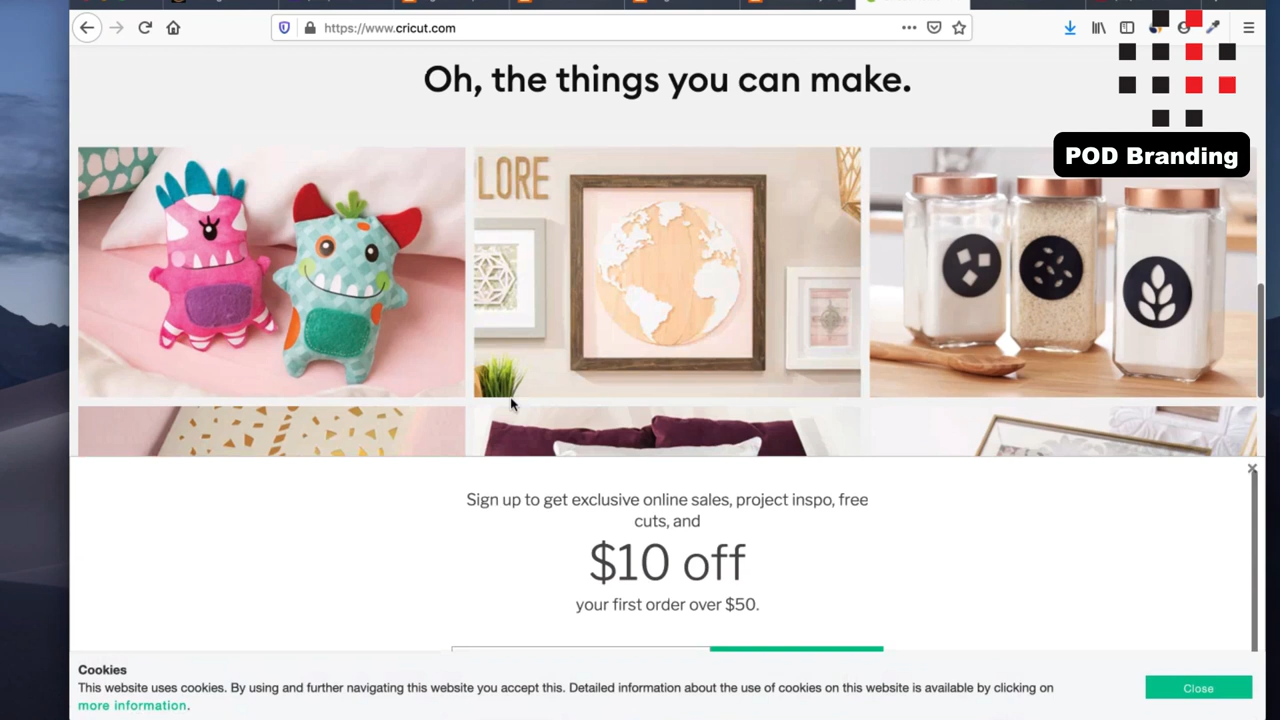 https://www.cricut.com
Oh, the things you can make.
POD Branding
LORE
Sign up to get exclusive online sales, project inspo, free
cuts, and
$10 off
your first order over $50.
Cookies
This website uses cookies. By using and further navigating this website you accept this. Detailed information about the use of cookies on this website is available by clicking on
more information.
Close